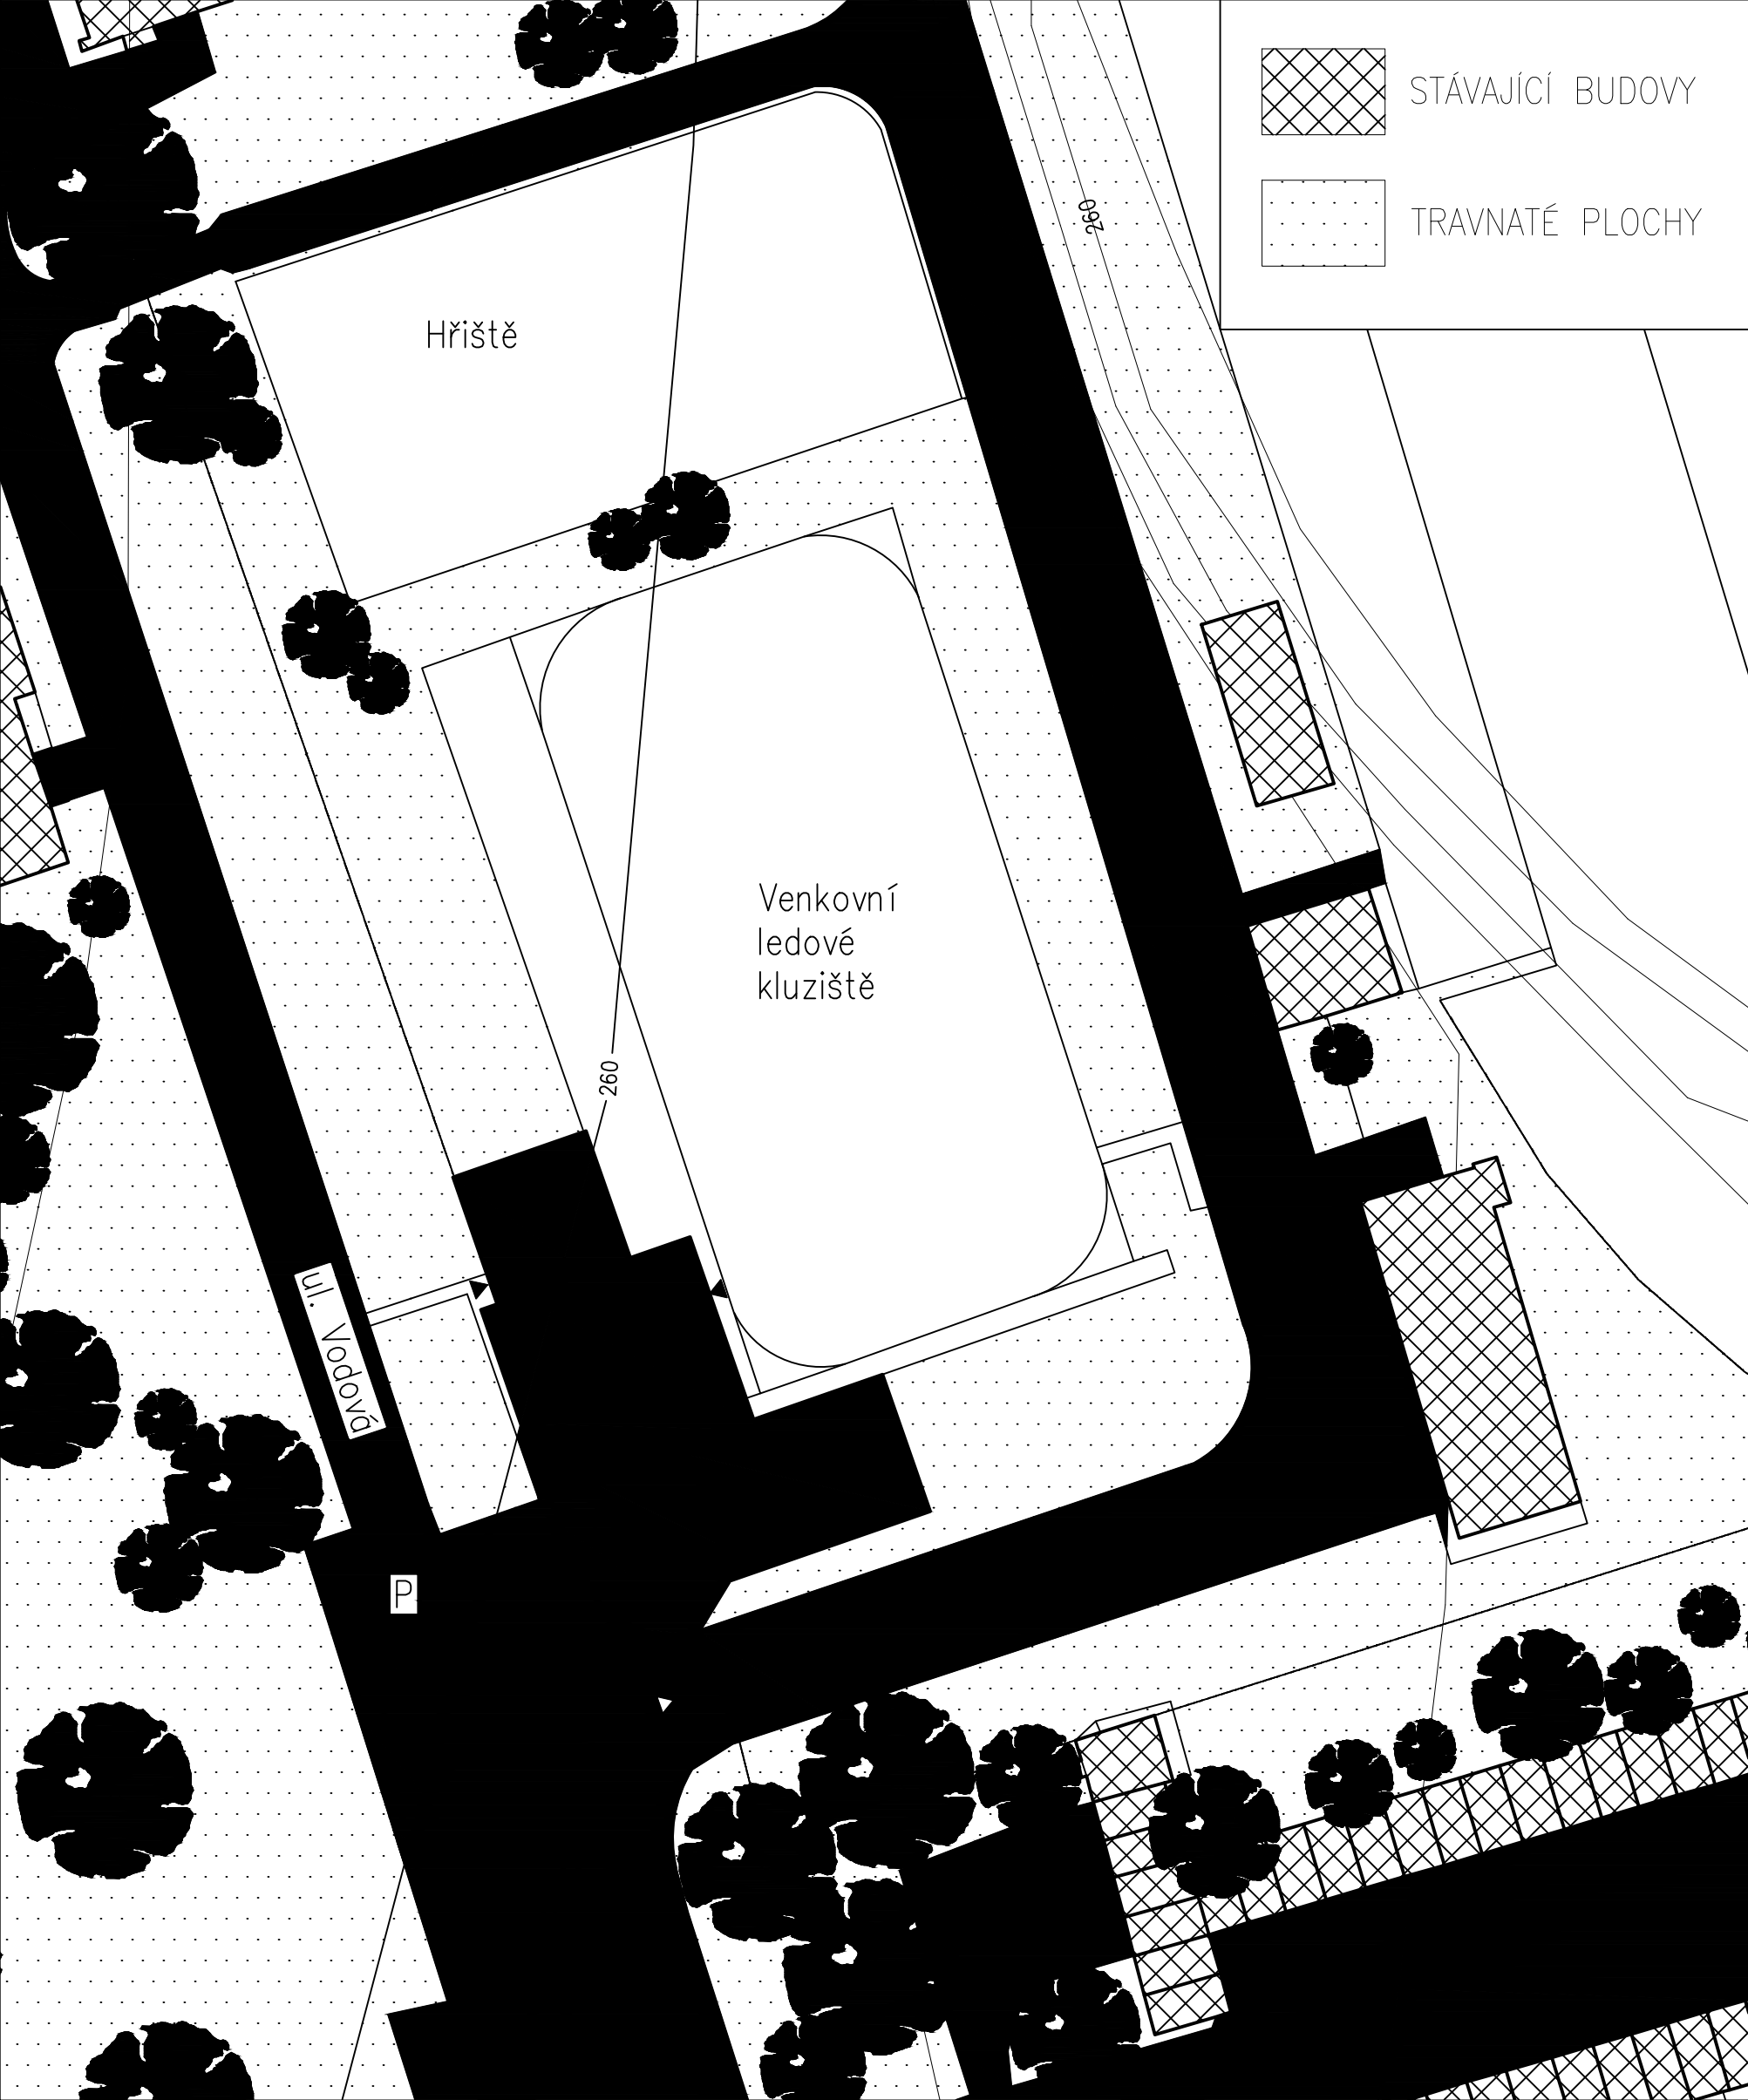 STÁVAJÍCÍ BUDOVY
TRAVNATÉ PLOCHY
260
Hřiště
Venkovní
ledové
kluziště
260
ul. Vodová
P